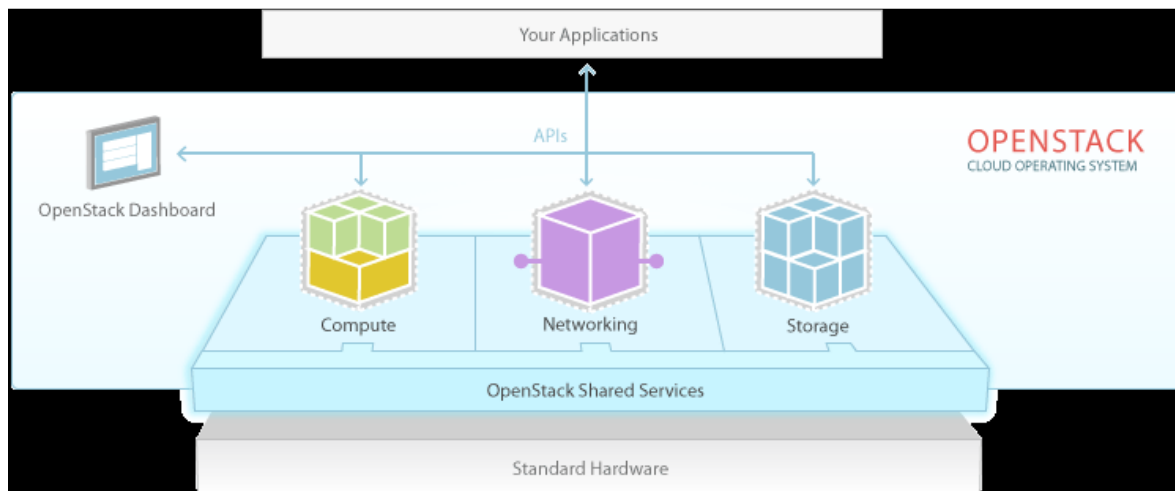 Your Applications
APIs
OPENSTACK
CLOUD OPERATING SYSTEM
OpenStack Dashboard
Compute
Networking
Storage
OpenStack Shared Services
Standard Hardware